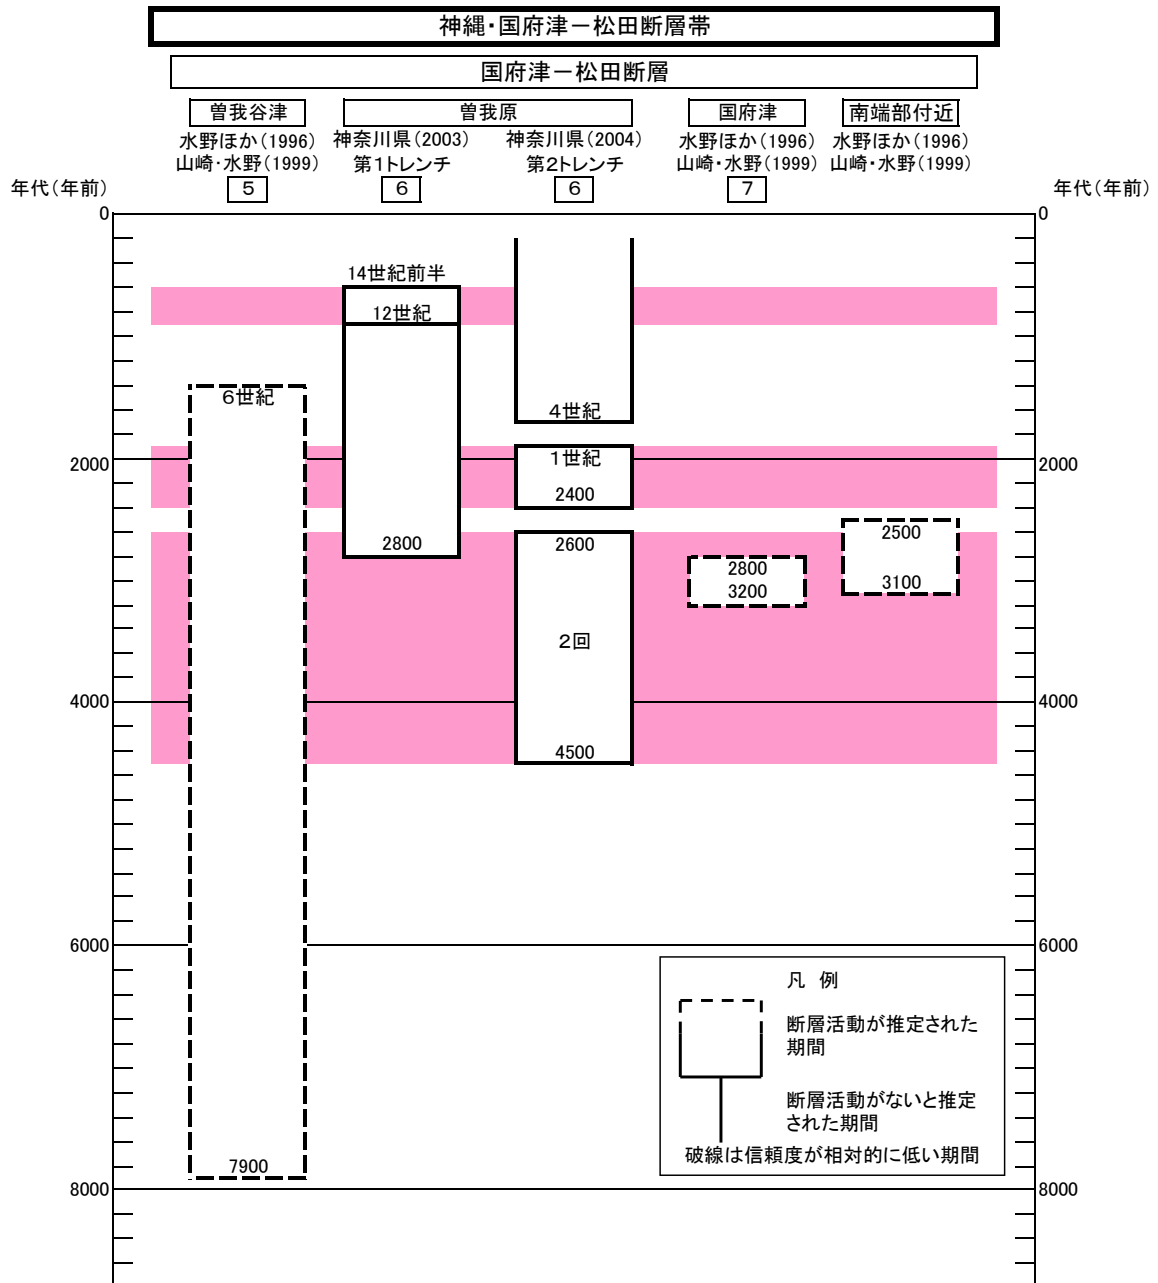 神縄・国府津－松田断層帯
国府津－松田断層
曽我谷津
曽我原
国府津
南端部付近
水野ほか（1996）
山崎・水野（1999）
神奈川県（2003）
第１トレンチ
神奈川県（2004）
第２トレンチ
水野ほか（1996）
山崎・水野（1999）
水野ほか（1996）
山崎・水野（1999）
5
6
6
7
年代（年前）
年代（年前）
0
0
14世紀前半
12世紀
6世紀
4世紀
1世紀
2000
2000
2400
2600
2500
2800
2800
3200
3100
２回
4000
4000
4500
6000
6000
凡 例
断層活動が推定された
期間
断層活動がないと推定
された期間
破線は信頼度が相対的に低い期間
7900
8000
8000